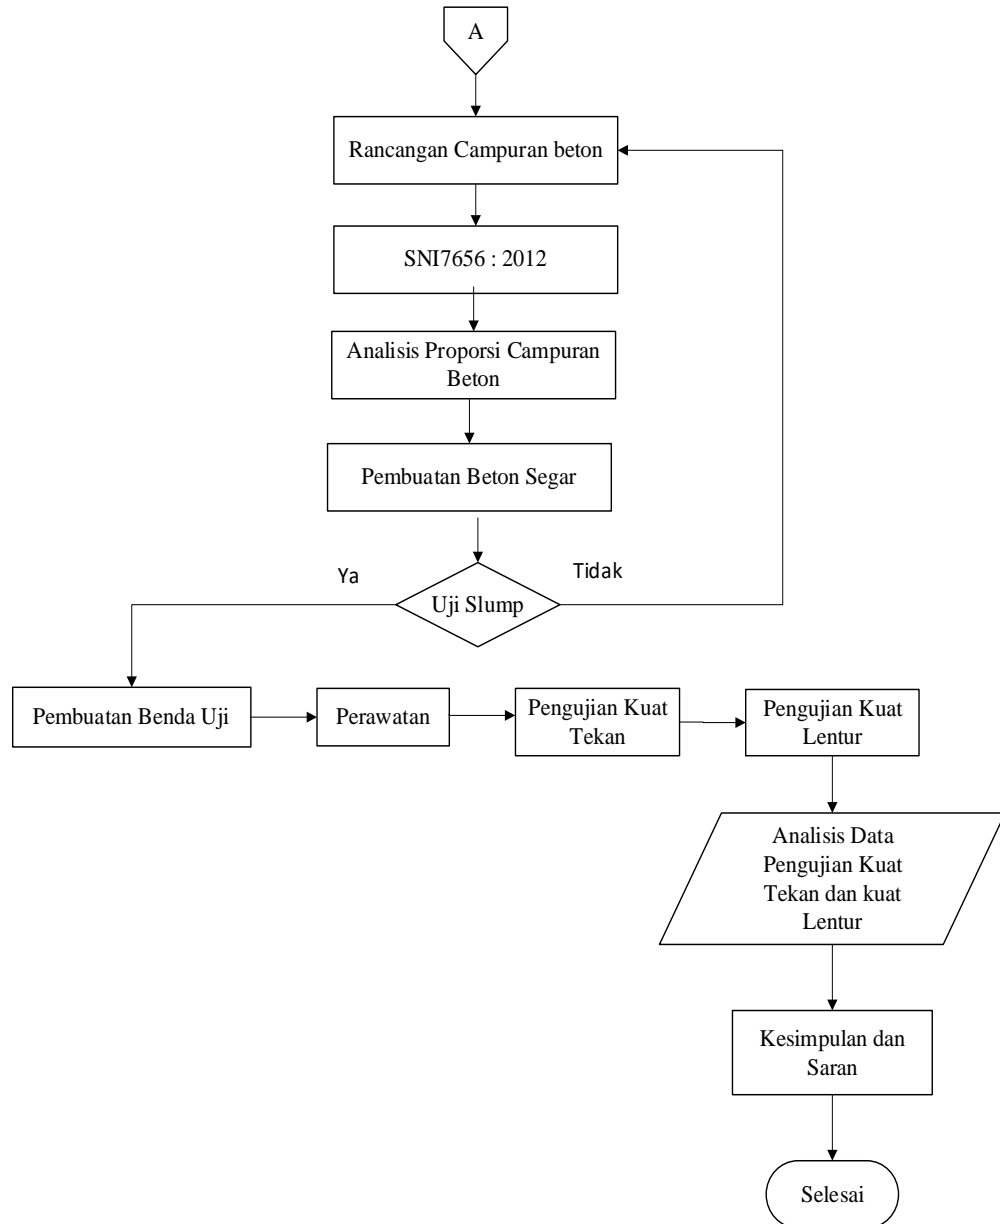 A
Rancangan Campuran beton
SNI7656 : 2012
Analisis Proporsi Campuran
Beton
Pembuatan Beton Segar
Ya
Tidak
Uji Slump
Pembuatan Benda Uji
Perawatan
Pengujian Kuat
Tekan
Pengujian Kuat
Lentur
Analisis Data
Pengujian Kuat
Tekan dan kuat
Lentur
Kesimpulan dan
Saran
Selesai